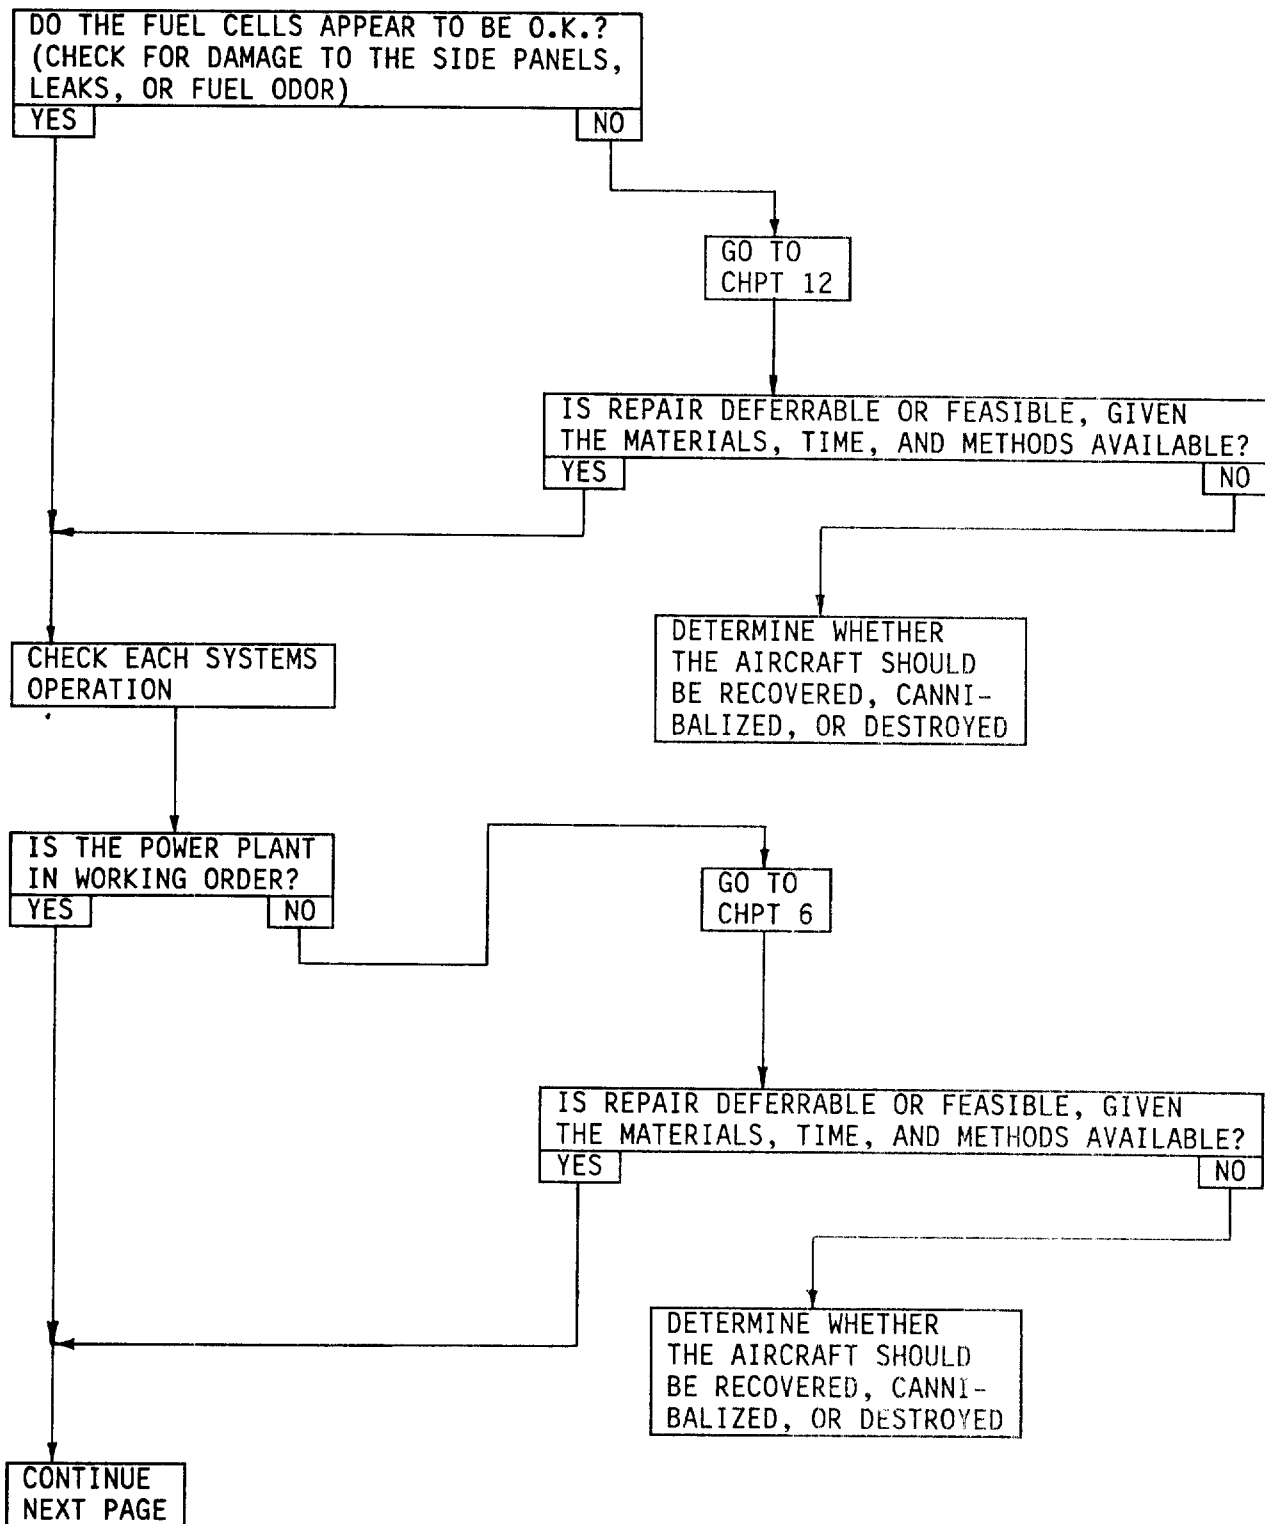 DO THE FUEL CELLS APPEAR TO BE O.K.?
(CHECK FOR DAMAGE TO THE SIDE PANELS,
LEAKS, OR FUEL ODOR)
YES
NO
GO TO
CHPT 12
IS REPAIR DEFERRABLE OR FEASIBLE, GIVEN
THE MATERIALS, TIME, AND METHODS AVAILABLE?
YES
NO
DETERMINE WHETHER
THE AIRCRAFT SHOULD
BE RECOVERED, CANNI-
BALIZED, OR DESTROYED
CHECK EACH SYSTEMS
OPERATION
IS THE POWER PLANT
IN WORKING ORDER?
YES
NO
GO TO
CHPT 6
IS REPAIR DEFERRABLE OR FEASIBLE, GIVEN
THE MATERIALS, TIME, AND METHODS AVAILABLE?
YES
NO
DETERMINE WHETHER
THE AIRCRAFT SHOULD
BE RECOVERED, CANNI-
BALIZED, OR DESTROYED
CONTINUE
NEXT PAGE